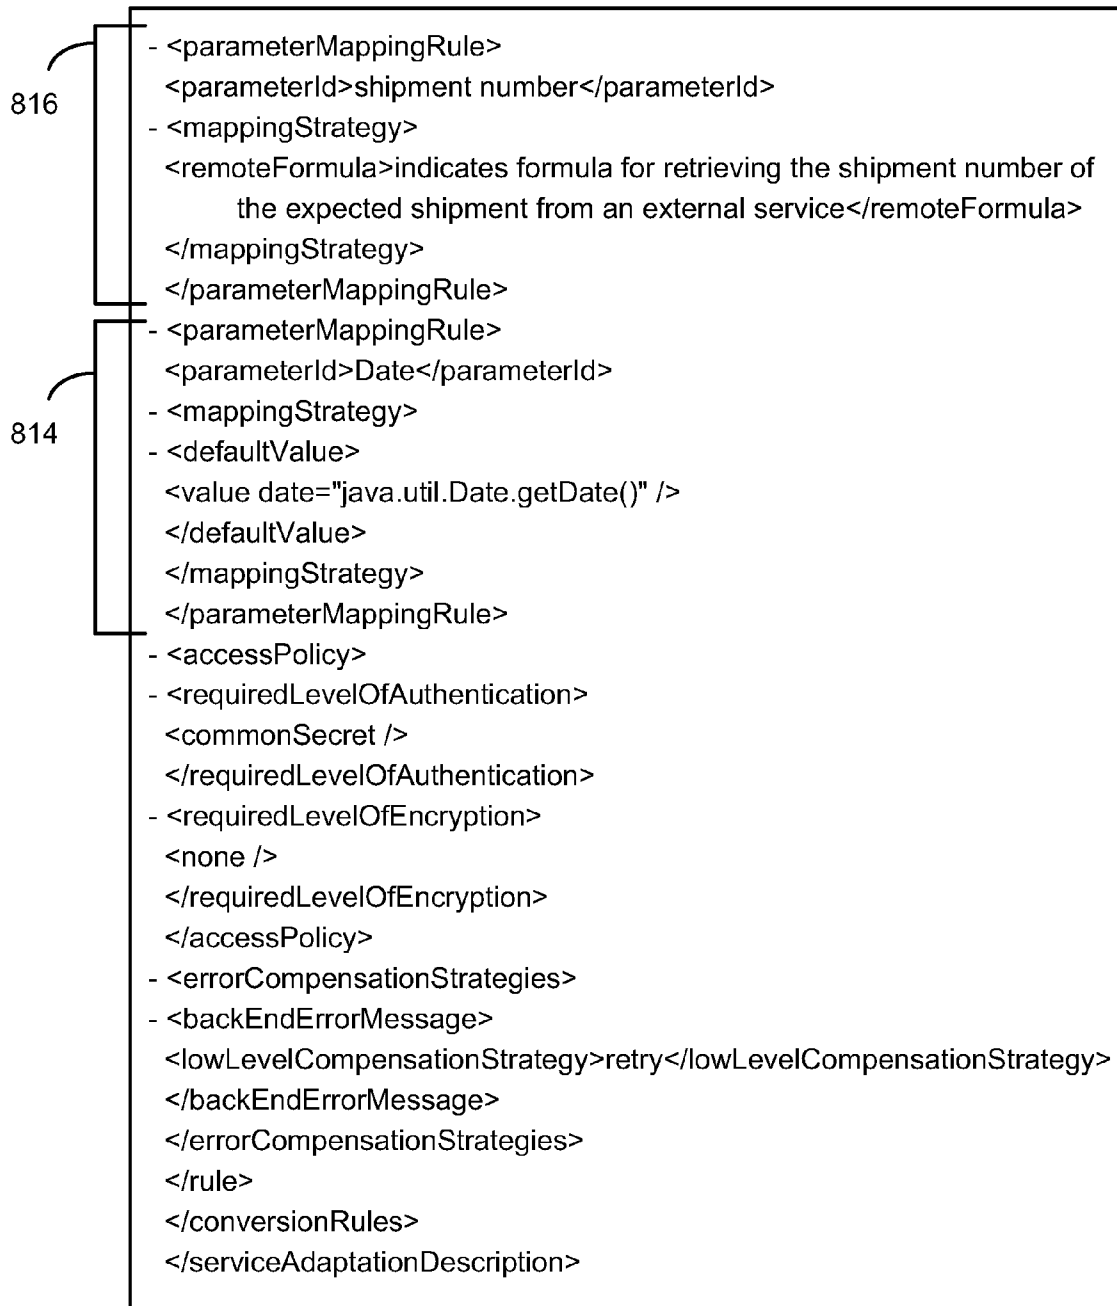 - <parameterMappingRule>
<parameterId>shipment number</parameterId>
816
- <mappingStrategy>
<remoteFormula>indicates formula for retrieving the shipment number of
the expected shipment from an external service</remoteFormula>
</mappingStrategy>
</parameterMappingRule>
- <parameterMappingRule>
<parameterId>Date</parameterId>
- <mappingStrategy>
814
- <defaultValue>
<value date="java.util.Date.getDate()" />
</defaultValue>
</mappingStrategy>
</parameterMappingRule>
- <accessPolicy>
- <requiredLevelOfAuthentication>
<commonSecret />
</requiredLevelOfAuthentication>
- <requiredLevelOfEncryption>
<none />
</requiredLevelOfEncryption>
</accessPolicy>
- <errorCompensationStrategies>
- <backEndErrorMessage>
<lowLevelCompensationStrategy>retry</lowLevelCompensationStrategy>
</backEndErrorMessage>
</errorCompensationStrategies>
</rule>
</conversionRules>
</serviceAdaptationDescription>